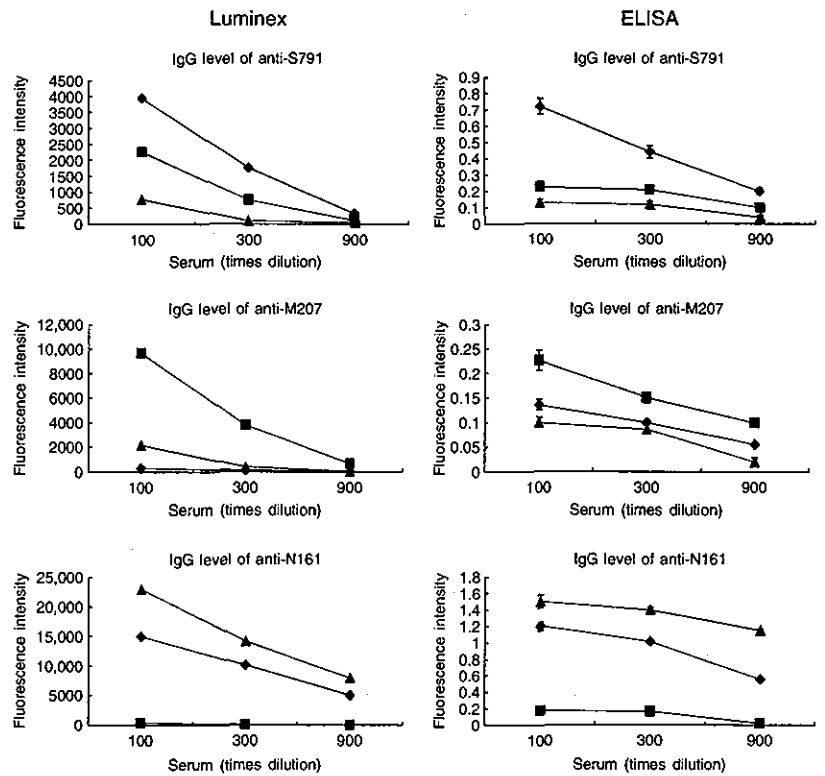 Luminex
ELISA
IgG level of anti-S791
Fluorescence intensity
4500
4000
3500
3000
2500
2000
1500
1000
500
0
100 300 900
Serum (times dilution)
IgG level of anti-S791
Fluorescence intensity
0.9
0.8
0.7
0.6
0.5
0.4
0.3
0.2
0.1
0
100 300 900
Serum (times dilution)
IgG level of anti-M207
Fluorescence intensity
12,000
10,000
8000
6000
4000
2000
0
100 300 900
Serum (times dilution)
IgG level of anti-M207
Fluorescence intensity
0.3
0.25
0.2
0.15
0.1
0.05
0
100 300 900
Serum (times dilution)
IgG level of anti-N161
Fluorescence intensity
25,000
20,000
15,000
10,000
5000
0
100 300 900
Serum (times dilution)
IgG level of anti-N161
Fluorescence intensity
1.8
1.6
1.4
1.2
1
0.8
0.6
0.4
0.2
0
100 300 900
Serum (times dilution)